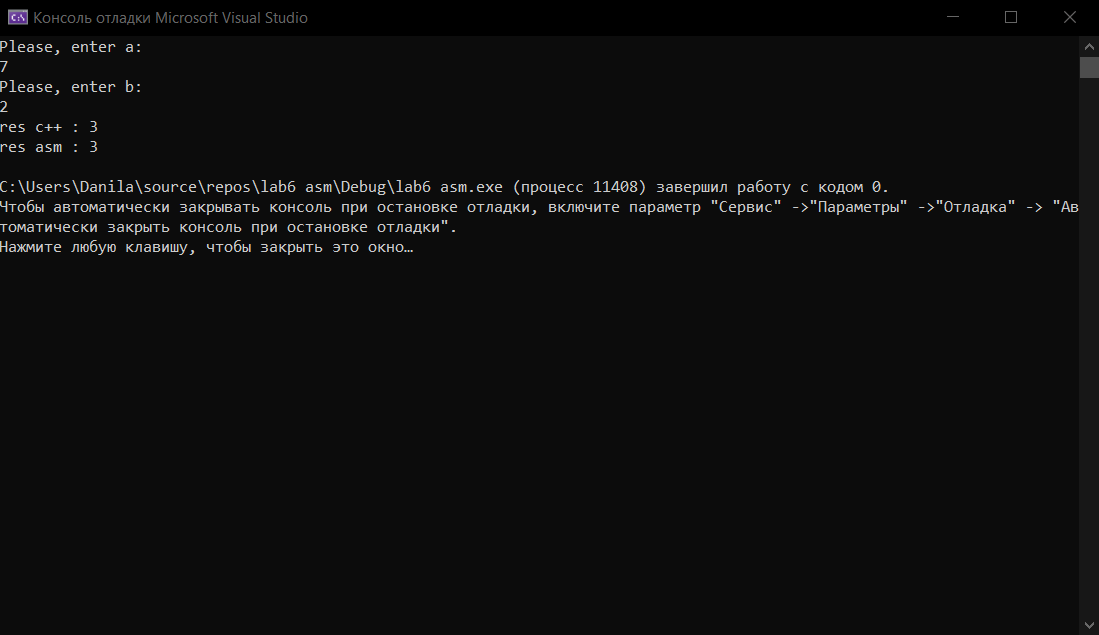 Консоль отладки Microsoft Visual Studio
Please, enter a:
7
Please, enter b:
2
res c++ : 3
res asm : 3
C:\Users\Danila\source\repos\lab6 asm\Debug\lab6 asm.exe (процесс 11408) завершил работу с кодом 0.
Чтобы автоматически закрывать консоль при остановке отладки, включите параметр "Сервис" ->"Параметры" ->"Отладка" -> "Ав
томатически закрыть консоль при остановке отладки".
Нажмите любую клавишу, чтобы закрыть это окно…